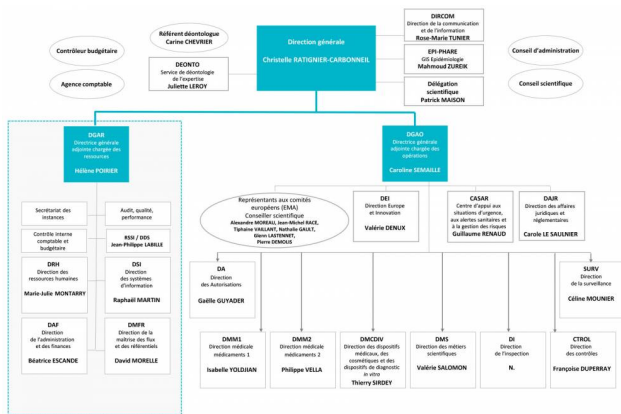 DIRCOM
Direction de la communication
et de l'information
Rose-Marie TUNIER
Référent déontologue
Carine CHEVRIER
Direction générale
Christelle RATIGNIER-CARBONNEIL
Contrôleur budgétaire
Conseil d'administration
EPI-PHARE
GIS Epidémiologie
Mahmoud ZUREIK
DEONTO
Service de déontologie
de l'expertise
Juliette LEROY
Agence comptable
Conseil scientifique
Délégation
scientifique
Patrick MAISON
DGAR
Directrice générale
adjointe chargée des
ressources
Hélène POIRIER
DGAO
Directrice générale
adjointe chargée des
opérations
Caroline SEMAILLE
Secrétariat des
instances
Audit, qualité,
performance
Contrôle interne
comptable et
budgétaire
RSSI / DDS
Jean-Philippe LABILLE
DRH
Direction des
ressources humaines
Marie-Julie MONTARRY
DSI
Direction
des systèmes
d'information
Raphaël MARTIN
DAF
Direction
de l'administration
et des finances
Béatrice ESCANDE
DMFR
Direction de la
maîtrise des flux
et des référentiels
David MORELLE
Représentants aux comités
européens (EMA)
Conseiller scientifique
Alexandre MOREAU, Jean-Michel RACE,
Tiphaine VAILLANT, Nathalie GAULT,
Glenn LASTENNET,
Pierre DEMOLIS
DEI
Direction Europe
et Innovation
Valérie DENUX
CASAR
Centre d'appui aux
situations d'urgence,
aux alertes sanitaires et
à la gestion des risques
Guillaume RENAUD
DAJR
Direction des affaires
juridiques et
réglementaires
Carole LE SAULNIER
DA
Direction
des Autorisations
Gaëlle GUYADER
SURV
Direction
de la surveillance
Céline MOUNIER
DMM1
Direction médicale
médicaments 1
Isabelle YOLDJIAN
DMM2
Direction médicale
médicaments 2
Philippe VELLA
DMCDIV
Direction des dispositifs
médicaux, des
cosmétiques et des
dispositifs de diagnostic
in vitro
Thierry SIRDEY
DMS
Direction des métiers
scientifiques
Valérie SALOMON
DI
Direction
de l'inspection
N.
CTROL
Direction
des contrôles
Françoise DUPERRAY